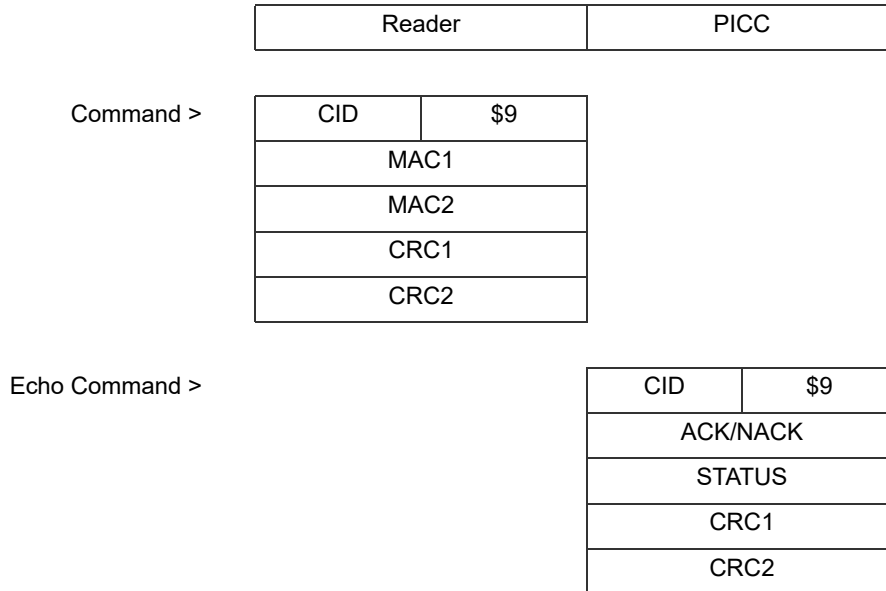 Reader PICC
Command > CID $9
MAC1
MAC2
CRC1
CRC2
Echo Command > CID $9
ACK/NACK
STATUS
CRC1
CRC2